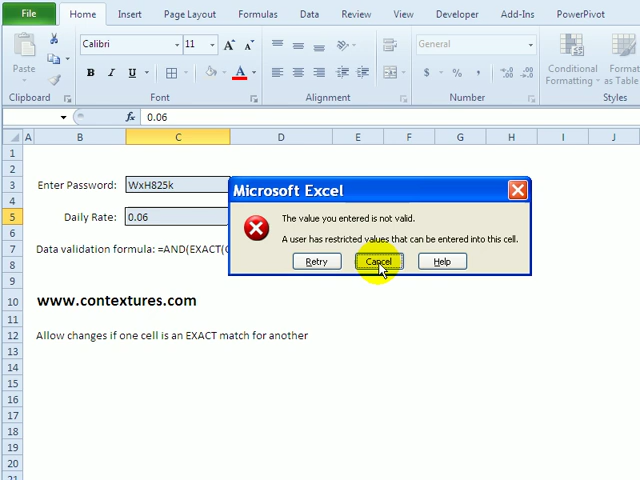 File Home Insert Page Layout Formulas Data Review View Developer Add-Ins PowerPivot
Calibri 11 A A General
Paste B I U A $ % , Conditional Format
Formatting as Table
Clipboard Font Alignment Number Styles
fx 0.06
A B C D E F G H I J
1
2
3 Enter Password: WxH825k
4
5 Daily Rate: 0.06
6
7 Data validation formula: =AND(EXACT(
8
9
10 www.contextures.com
11
12 Allow changes if one cell is an EXACT match for another
13
14
15
16
17
18
19
20
Microsoft Excel
The value you entered is not valid.
A user has restricted values that can be entered into this cell.
Retry Cancel Help